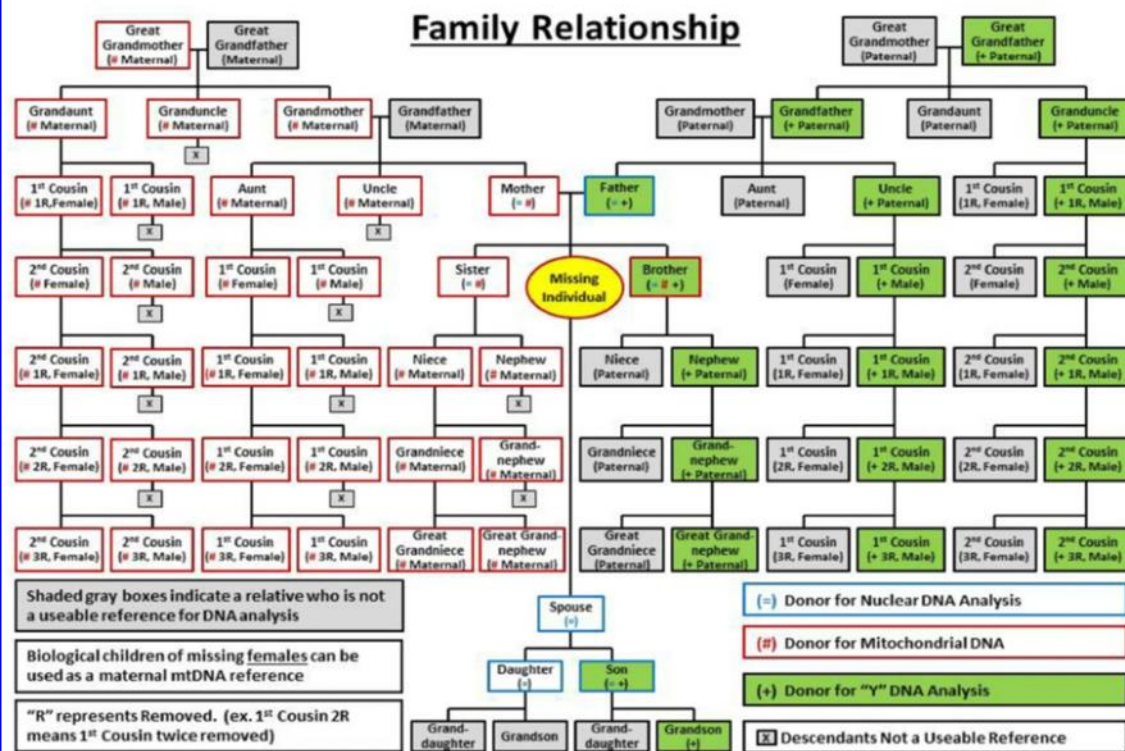 Family Relationship
Great
Grandmother
(# Maternal)
Great
Grandfather
(Maternal)
Great
Grandmother
(Paternal)
Great
Grandfather
(+ Paternal)
Grandaunt
(# Maternal)
Granduncle
(# Maternal)
Grandmother
(# Maternal)
Grandfather
(Maternal)
Grandmother
(Paternal)
Grandfather
(+ Paternal)
Grandaunt
(Paternal)
Granduncle
(+ Paternal)
X
1st Cousin
(# 1R,Female)
1st Cousin
(# 1R, Male)
Aunt
(# Maternal)
Uncle
(# Maternal)
Mother
(= #)
Father
(= +)
Aunt
(Paternal)
Uncle
(+ Paternal)
1st Cousin
(1R, Female)
1st Cousin
(+ 1R, Male)
X
X
2nd Cousin
(# Female)
2nd Cousin
(# Male)
1st Cousin
(# Female)
1st Cousin
(# Male)
Sister
(= #)
Missing
Individual
Brother
(= # +)
1st Cousin
(Female)
1st Cousin
(+ Male)
2nd Cousin
(Female)
2nd Cousin
(+ Male)
X
X
2nd Cousin
(# 1R, Female)
2nd Cousin
(# 1R, Male)
1st Cousin
(# 1R, Female)
1st Cousin
(# 1R, Male)
Niece
(# Maternal)
Nephew
(# Maternal)
Niece
(Paternal)
Nephew
(+ Paternal)
1st Cousin
(1R, Female)
1st Cousin
(+ 1R, Male)
2nd Cousin
(1R, Female)
2nd Cousin
(+ 1R, Male)
X
X
X
2nd Cousin
(# 2R, Female)
2nd Cousin
(# 2R, Male)
1st Cousin
(# 2R, Female)
1st Cousin
(# 2R, Male)
Grandniece
(# Maternal)
Grand-
nephew
(# Maternal)
Grandniece
(Paternal)
Grand-
nephew
(+ Paternal)
1st Cousin
(2R, Female)
1st Cousin
(+ 2R, Male)
2nd Cousin
(2R, Female)
2nd Cousin
(+ 2R, Male)
X
X
X
2nd Cousin
(# 3R, Female)
2nd Cousin
(# 3R, Male)
1st Cousin
(# 3R, Female)
1st Cousin
(# 3R, Male)
Great
Grandniece
(# Maternal)
Great Grand-
nephew
(# Maternal)
Great
Grandniece
(Paternal)
Great Grand-
nephew
(+ Paternal)
1st Cousin
(3R, Female)
1st Cousin
(+ 3R, Male)
2nd Cousin
(3R, Female)
2nd Cousin
(+ 3R, Male)
Shaded gray boxes indicate a relative who is not
a useable reference for DNA analysis
Biological children of missing females can be
used as a maternal mtDNA reference
"R" represents Removed. (ex. 1st Cousin 2R
means 1st Cousin twice removed)
Spouse
(=)
Daughter
(=)
Son
(= +)
Grand-
daughter
Grandson
Grand-
daughter
Grandson
(+)
(=) Donor for Nuclear DNA Analysis
(#) Donor for Mitochondrial DNA
(+) Donor for "Y" DNA Analysis
X Descendants Not a Useable Reference